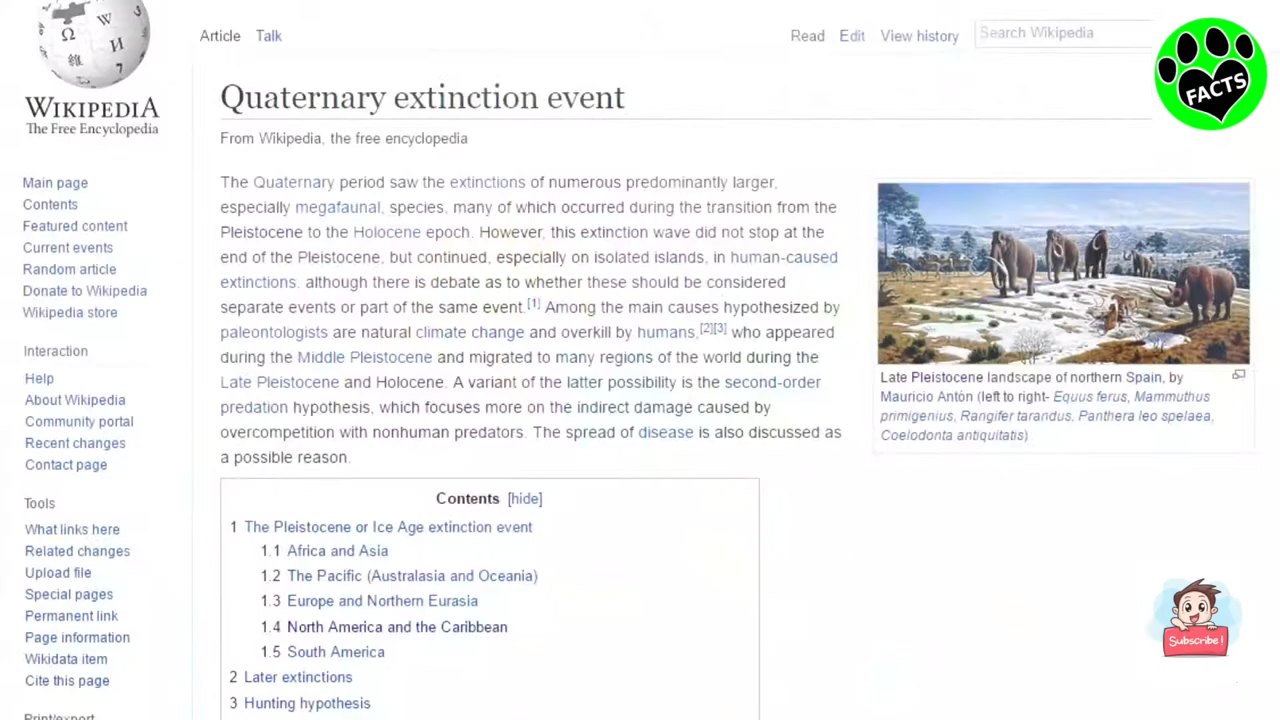 WIKIPEDIA
The Free Encyclopedia
Main page
Contents
Featured content
Current events
Random article
Donate to Wikipedia
Wikipedia store
Interaction
Help
About Wikipedia
Community portal
Recent changes
Contact page
Tools
What links here
Related changes
Upload file
Special pages
Permanent link
Page information
Wikidata item
Cite this page
Print/export
Article Talk
Read Edit View history
Search Wikipedia
FACTS
Quaternary extinction event
From Wikipedia, the free encyclopedia
The Quaternary period saw the extinctions of numerous predominantly larger,
especially megafaunal, species, many of which occurred during the transition from the
Pleistocene to the Holocene epoch. However, this extinction wave did not stop at the
end of the Pleistocene, but continued, especially on isolated islands, in human-caused
extinctions. although there is debate as to whether these should be considered
separate events or part of the same event.[1] Among the main causes hypothesized by
paleontologists are natural climate change and overkill by humans,[2][3] who appeared
during the Middle Pleistocene and migrated to many regions of the world during the
Late Pleistocene and Holocene. A variant of the latter possibility is the second-order
predation hypothesis, which focuses more on the indirect damage caused by
overcompetition with nonhuman predators. The spread of disease is also discussed as
a possible reason.
Late Pleistocene landscape of northern Spain, by
Mauricio Antón (left to right- Equus ferus, Mammuthus
primigenius, Rangifer tarandus, Panthera leo spelaea,
Coelodonta antiquitatis)
Contents [hide]
1 The Pleistocene or Ice Age extinction event
1.1 Africa and Asia
1.2 The Pacific (Australasia and Oceania)
1.3 Europe and Northern Eurasia
1.4 North America and the Caribbean
1.5 South America
2 Later extinctions
3 Hunting hypothesis
Subscribe!